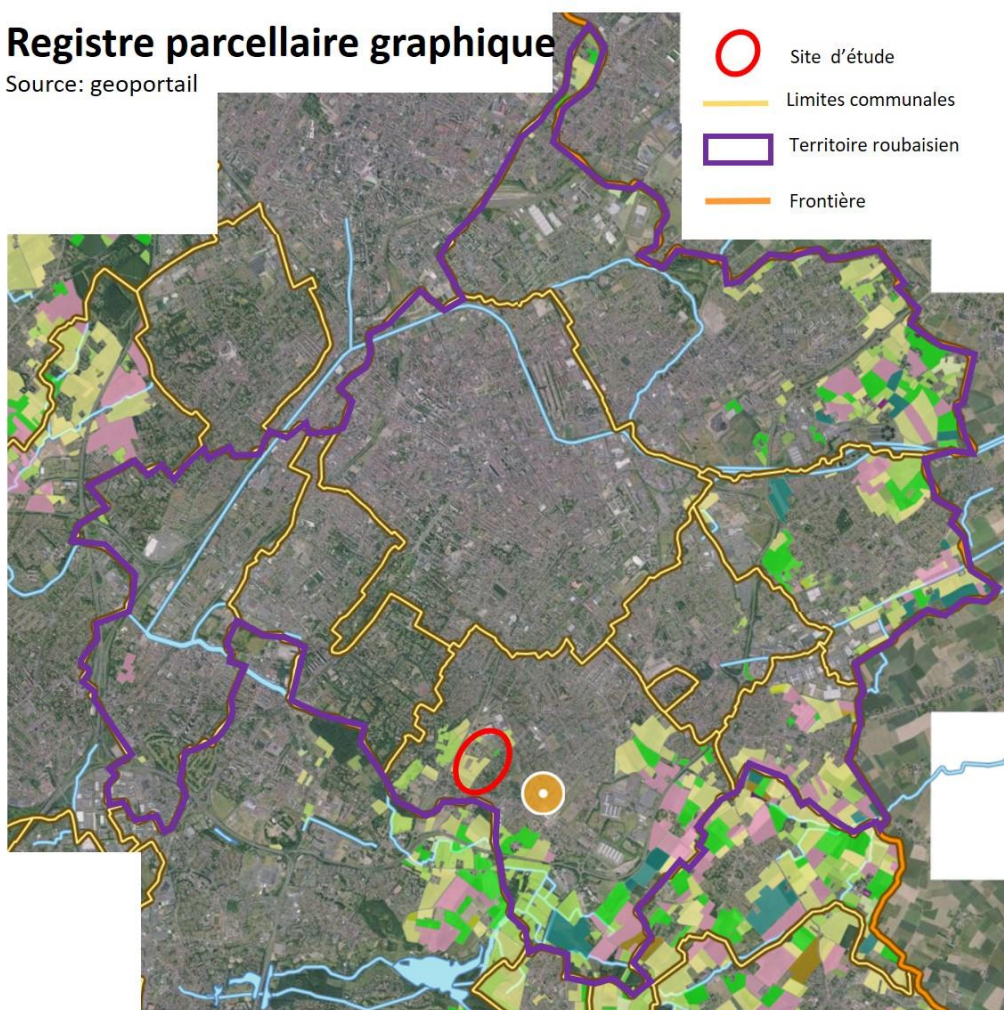 Registre parcellaire graphique
Source: geoportail
Site d'étude
Limites communales
Territoire roubaisien
Frontière